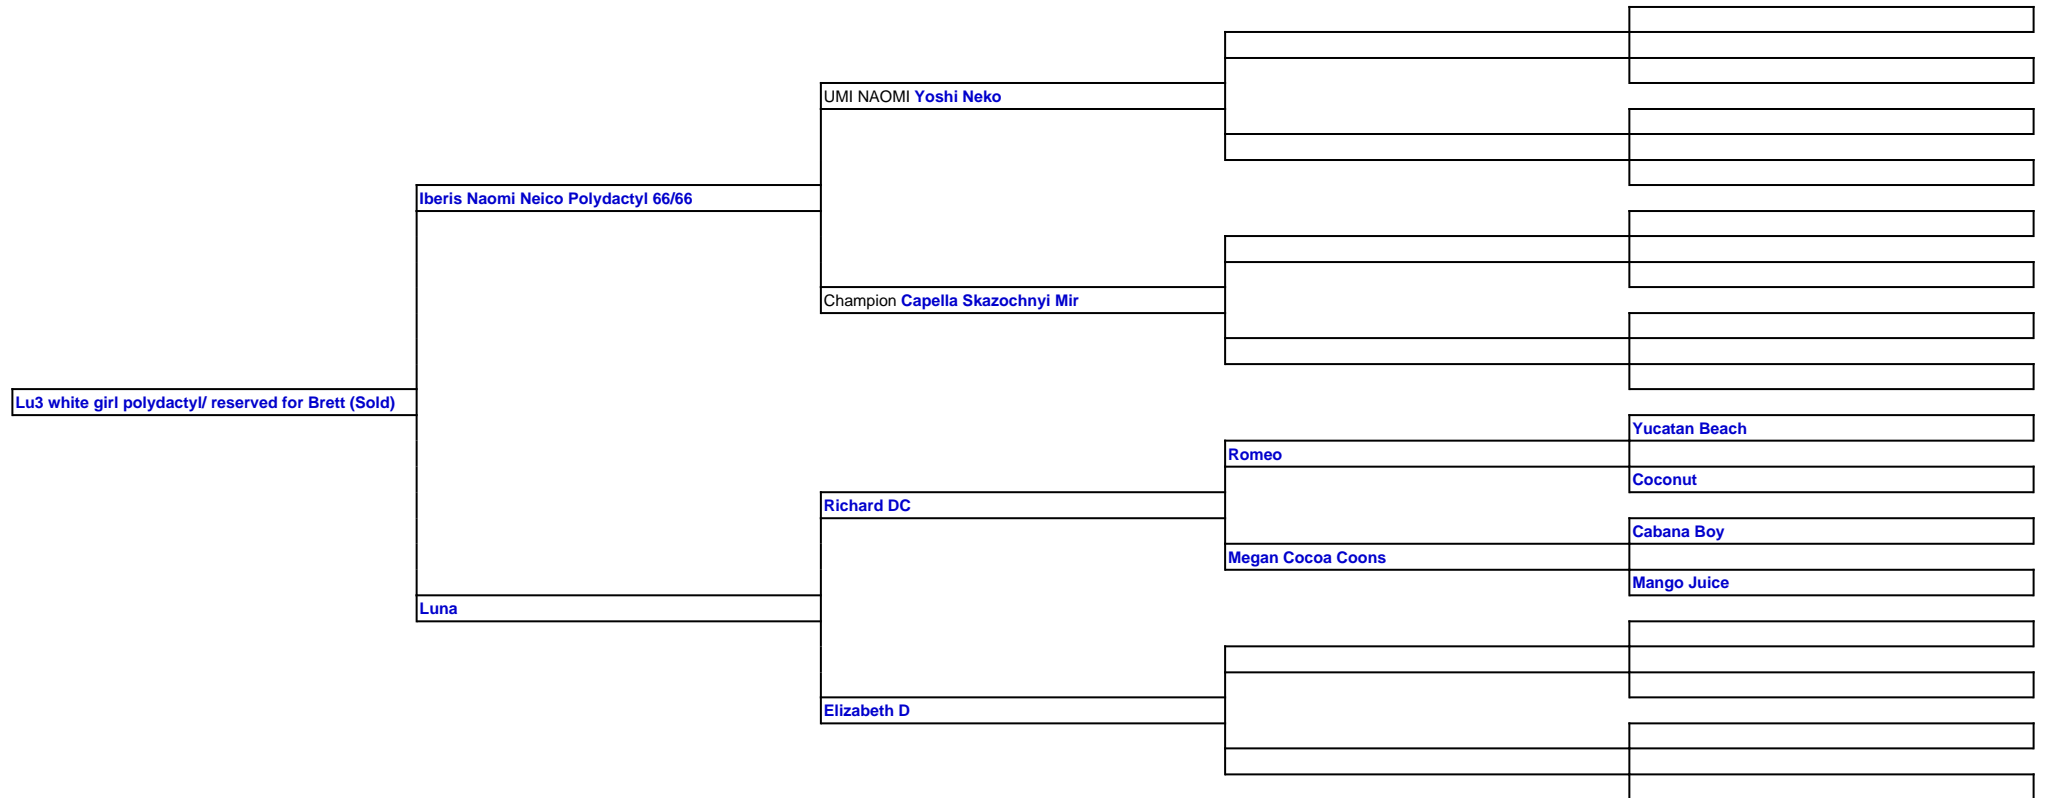 UMI NAOMI Yoshi Neko
Iberis Naomi Neico Polydactyl 66/66
Champion Capella Skazochnyi Mir
Lu3 white girl polydactyl/ reserved for Brett (Sold)
Yucatan Beach
Romeo
Coconut
Richard DC
Cabana Boy
Megan Cocoa Coons
Mango Juice
Luna
Elizabeth D